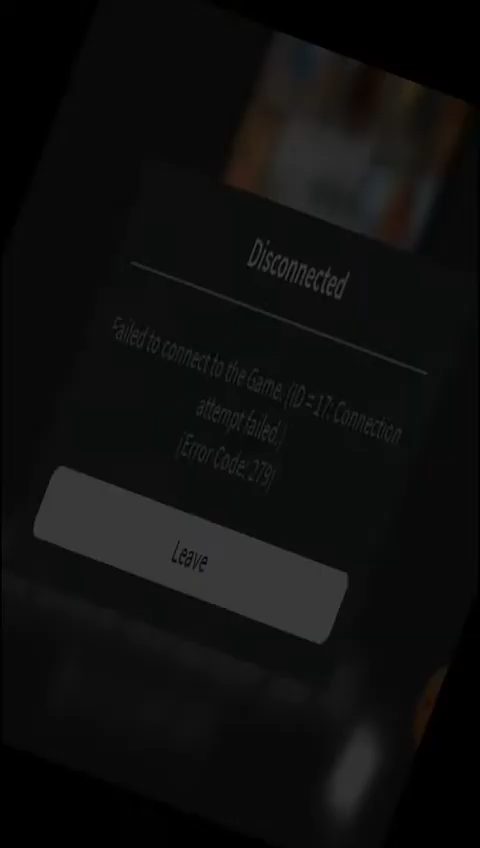 Disconnected
Failed to connect to the Game. (ID = 17: Connection
attempt failed.)
(Error Code: 279)
Leave